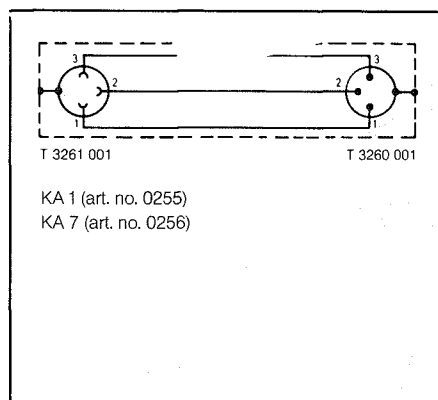 3 3
2 2
1 1
T 3261 001 T 3260 001
KA 1 (art. no. 0255)
KA 7 (art. no. 0256)